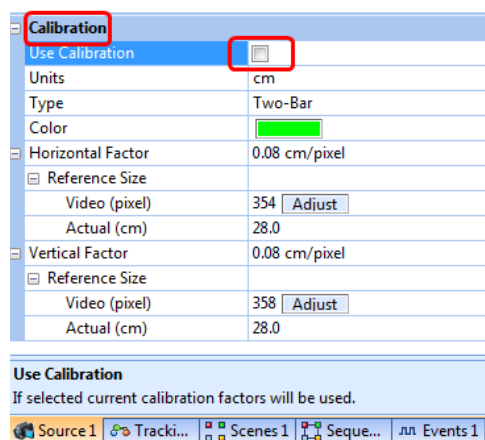 Calibration
Use Calibration
Units cm
Type Two-Bar
Color
Horizontal Factor 0.08 cm/pixel
Reference Size
Video (pixel) 354 Adjust
Actual (cm) 28.0
Vertical Factor 0.08 cm/pixel
Reference Size
Video (pixel) 358 Adjust
Actual (cm) 28.0
Use Calibration
If selected current calibration factors will be used.
Source 1 Tracki... Scenes 1 Seque... Events 1